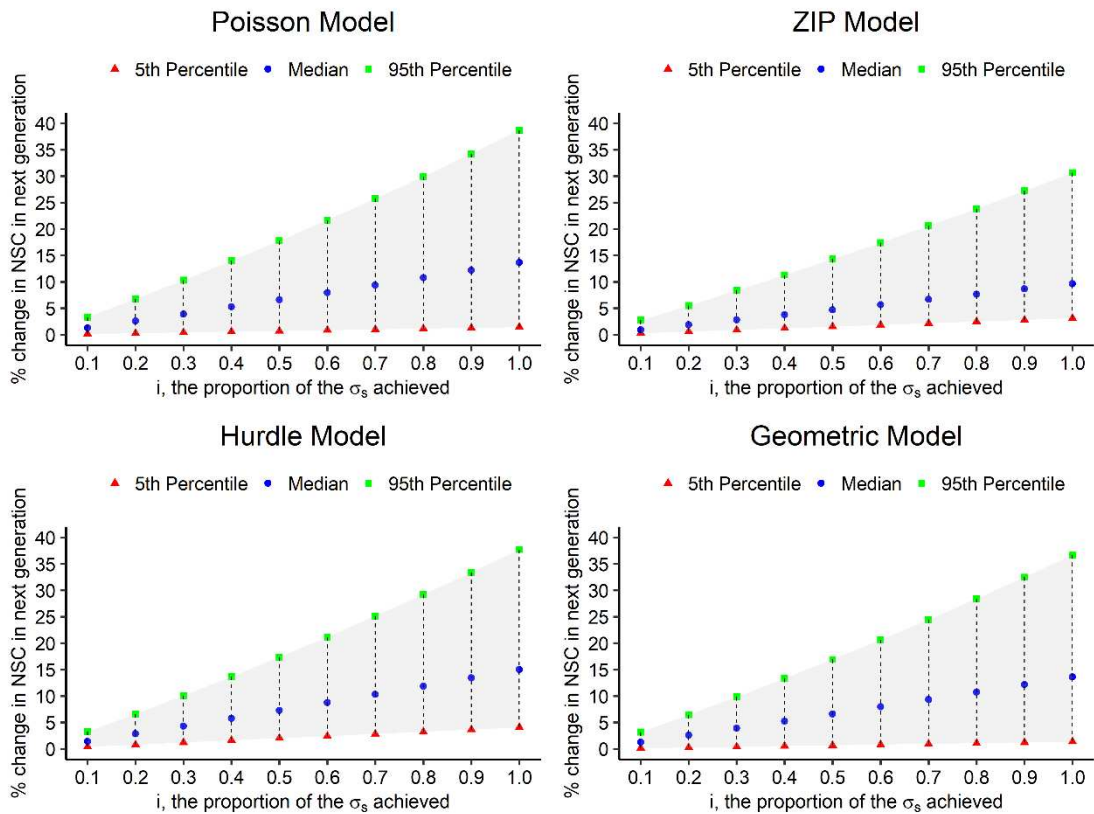 Poisson Model
5th Percentile Median 95th Percentile
% change in NSC in next generation
40
35
30
25
20
15
10
5
0
0.1 0.2 0.3 0.4 0.5 0.6 0.7 0.8 0.9 1.0
i, the proportion of the σs achieved
ZIP Model
5th Percentile Median 95th Percentile
% change in NSC in next generation
40
35
30
25
20
15
10
5
0
0.1 0.2 0.3 0.4 0.5 0.6 0.7 0.8 0.9 1.0
i, the proportion of the σs achieved
Hurdle Model
5th Percentile Median 95th Percentile
% change in NSC in next generation
40
35
30
25
20
15
10
5
0
0.1 0.2 0.3 0.4 0.5 0.6 0.7 0.8 0.9 1.0
i, the proportion of the σs achieved
Geometric Model
5th Percentile Median 95th Percentile
% change in NSC in next generation
40
35
30
25
20
15
10
5
0
0.1 0.2 0.3 0.4 0.5 0.6 0.7 0.8 0.9 1.0
i, the proportion of the σs achieved